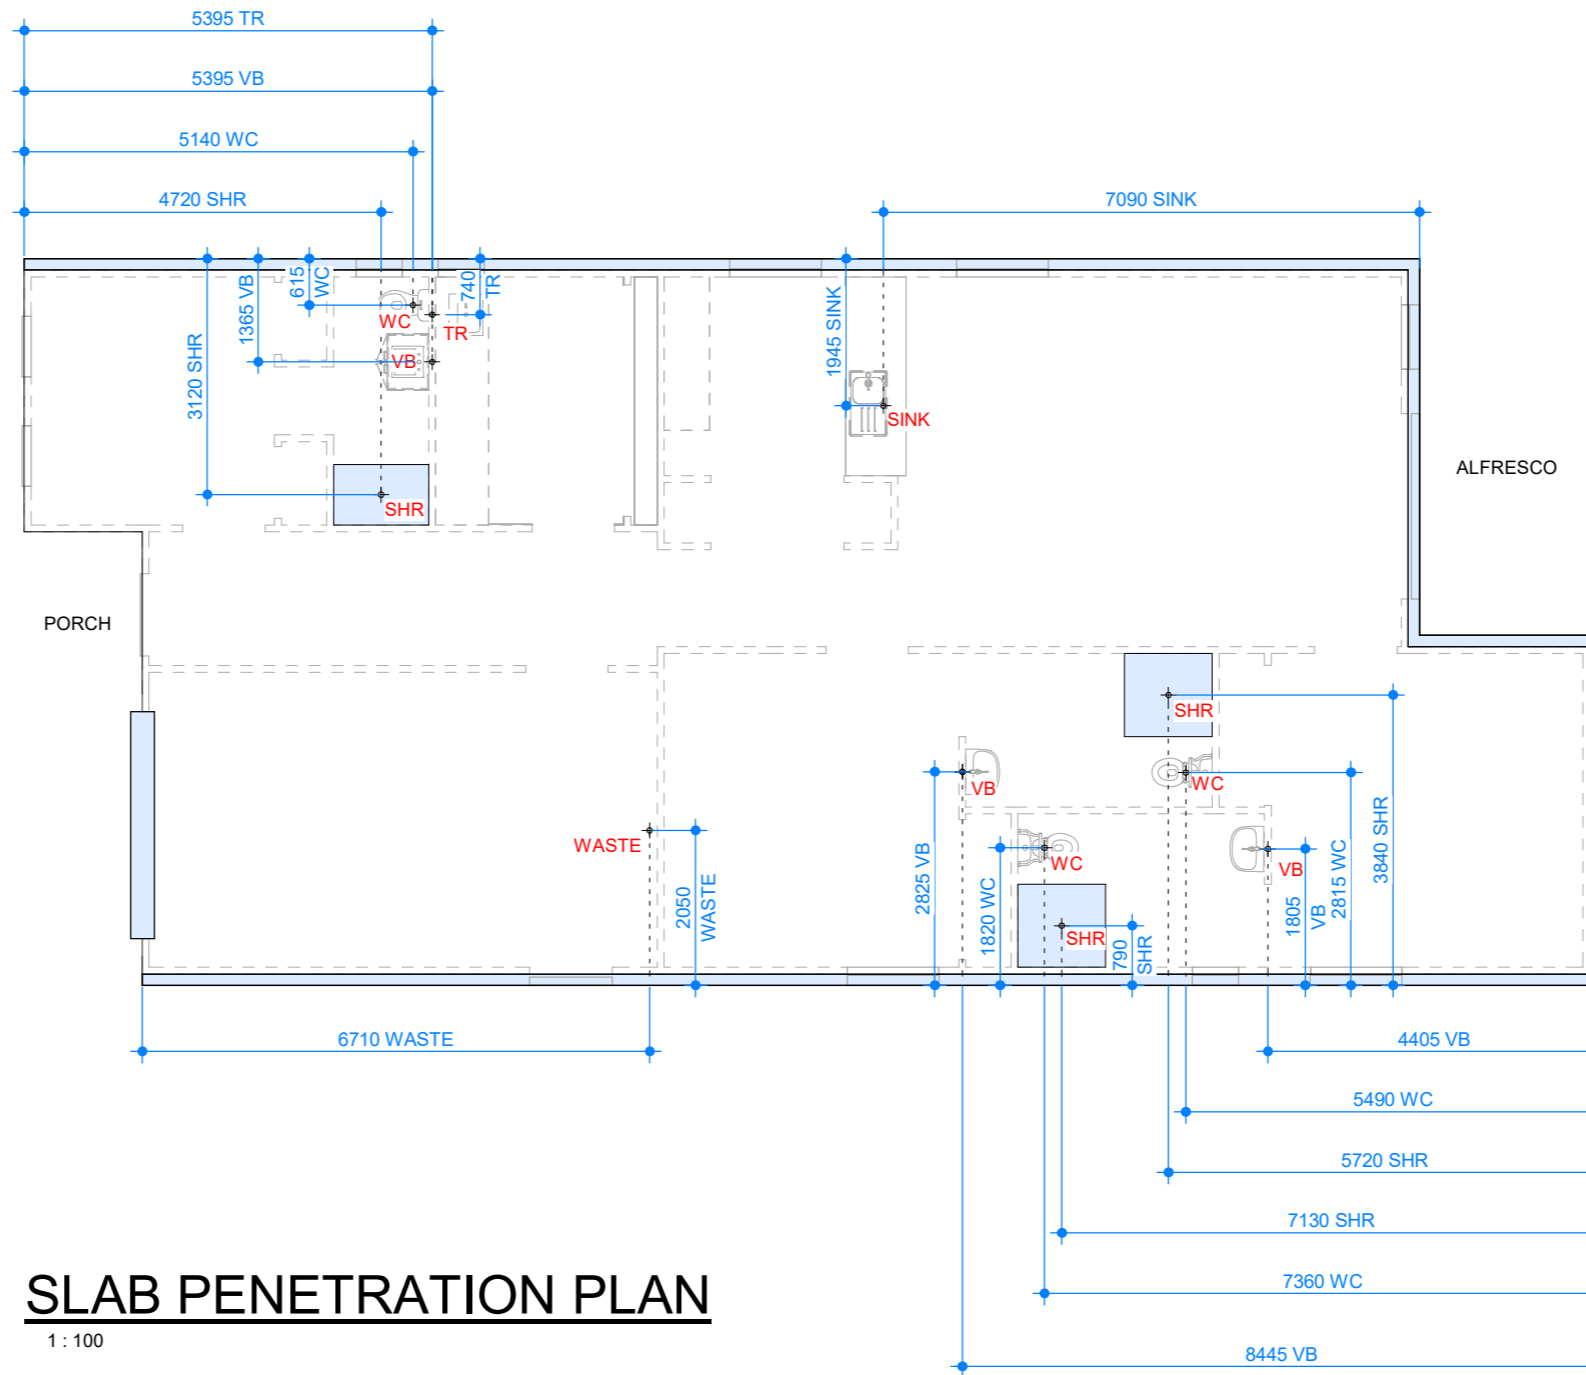 5395 TR
5395 VB
5140 WC
4720 SHR
7090 SINK
615
WC
1365 VB
740
TR
3120 SHR
1945 SINK
WC
TR
VB
SINK
SHR
ALFRESCO
PORCH
SHR
VB
WC
WASTE
WC
VB
SHR
2825 VB
1820 WC
2050
WASTE
790
SHR
1805
VB
2815 WC
3840 SHR
6710 WASTE
4405 VB
5490 WC
5720 SHR
7130 SHR
7360 WC
8445 VB
SLAB PENETRATION PLAN
1 : 100